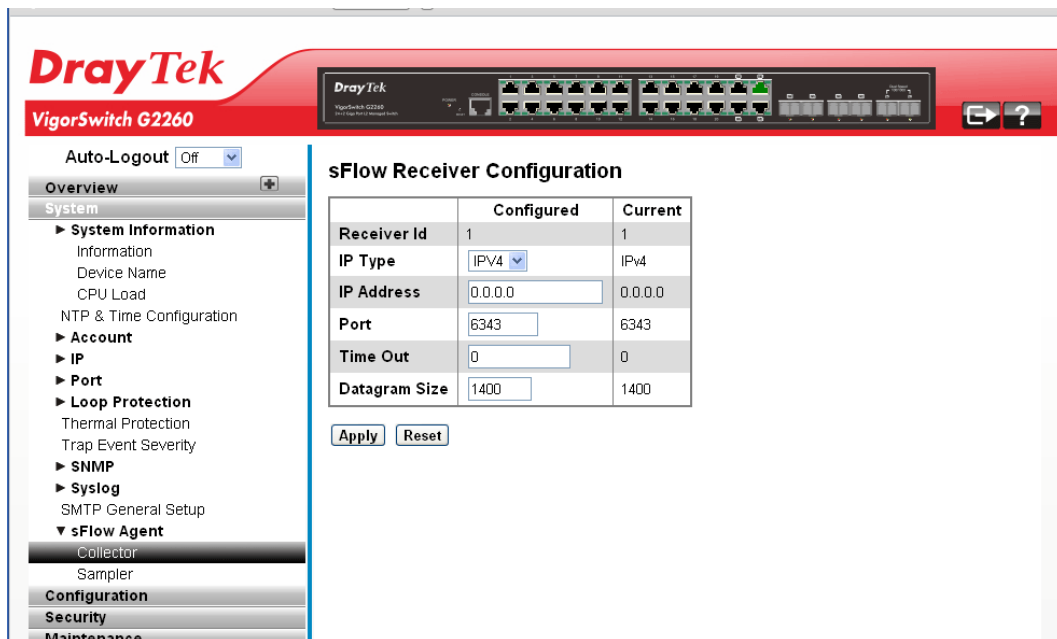 DrayTek
VigorSwitch G2260
DrayTek
VigorSwitch G2260
Auto-Logout Off
Overview
System
System Information
Information
Device Name
CPU Load
NTP & Time Configuration
Account
IP
Port
Loop Protection
Thermal Protection
Trap Event Severity
SNMP
Syslog
SMTP General Setup
sFlow Agent
Collector
Sampler
Configuration
Security
Maintenance
sFlow Receiver Configuration
Configured Current
Receiver Id 1 1
IP Type IPV4 IPv4
IP Address 0.0.0.0 0.0.0.0
Port 6343 6343
Time Out 0 0
Datagram Size 1400 1400
Apply Reset